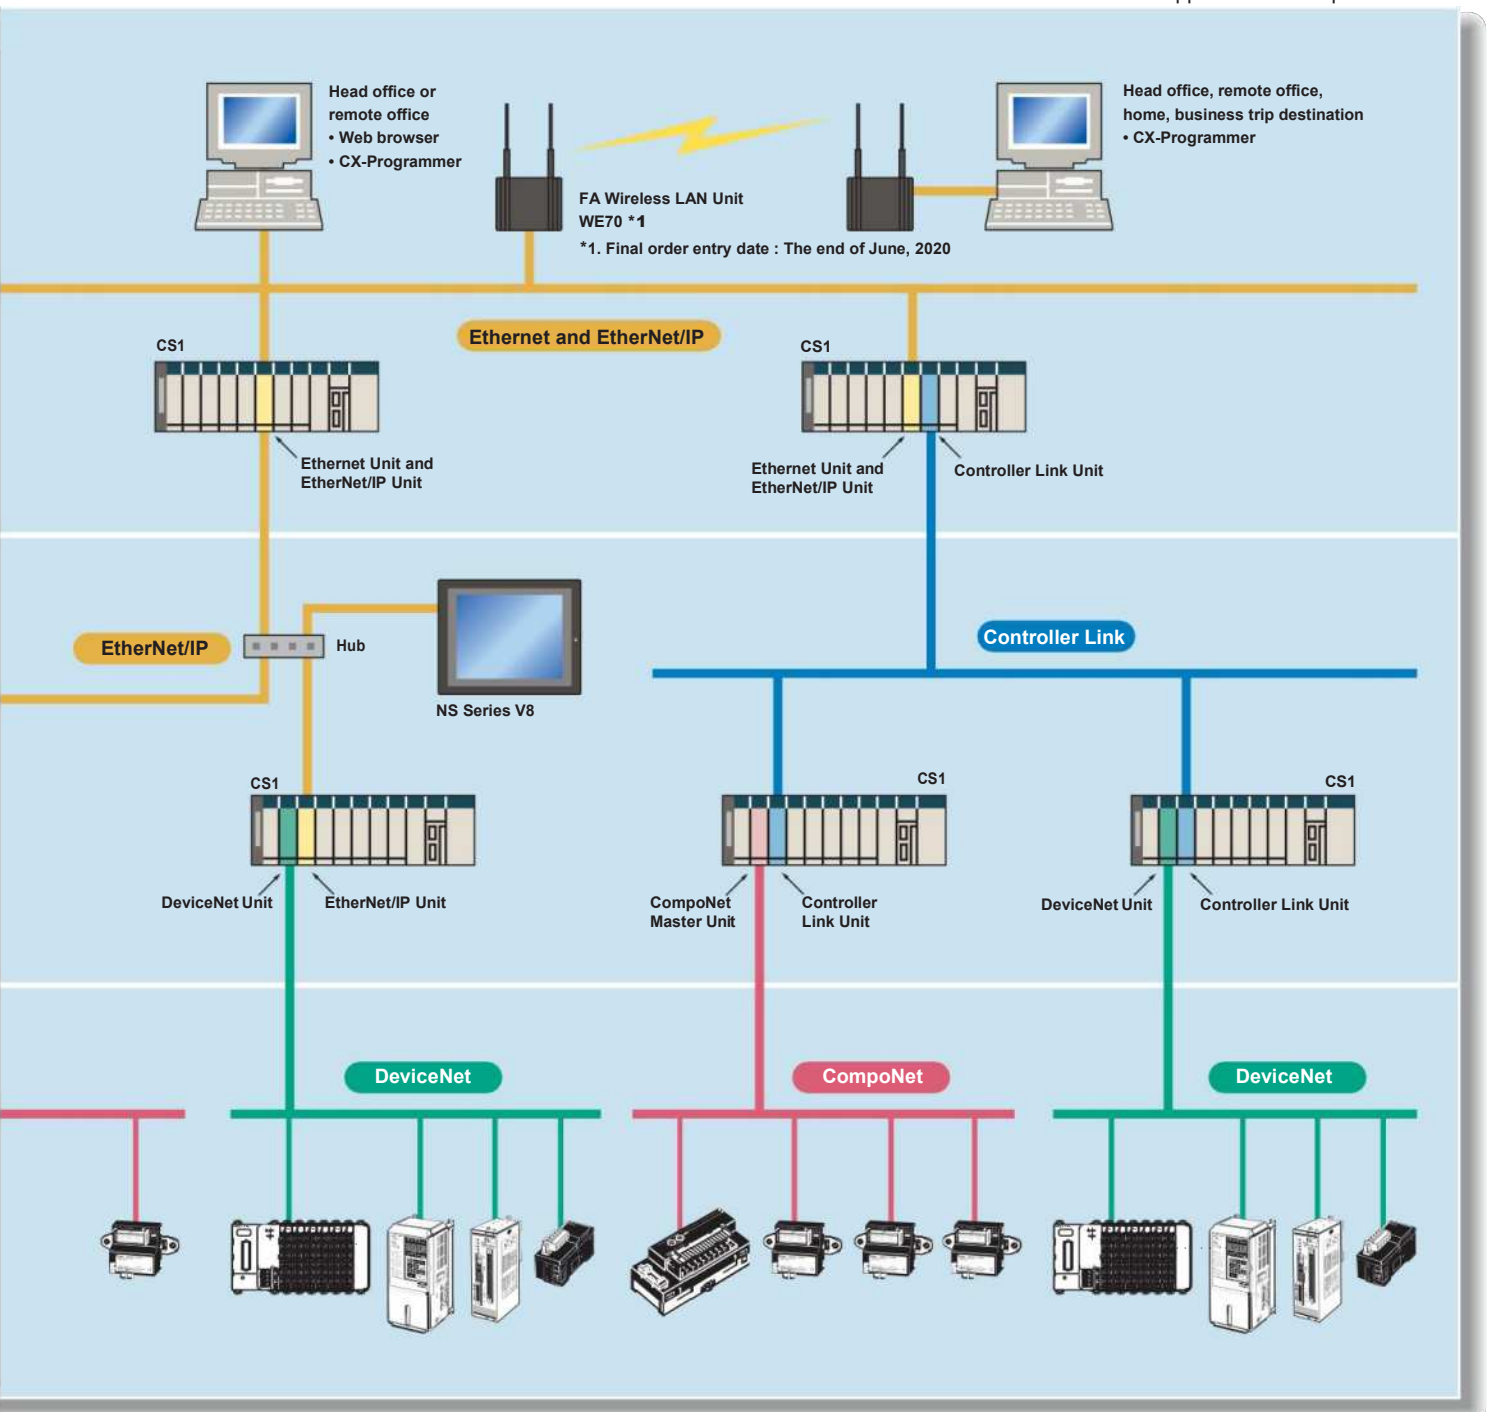 Head office or
remote office
• Web browser
• CX-Programmer
Head office, remote office,
home, business trip destination
• CX-Programmer
FA Wireless LAN Unit
WE70 *1
*1. Final order entry date : The end of June, 2020
Ethernet and EtherNet/IP
CS1
CS1
Ethernet Unit and
EtherNet/IP Unit
Ethernet Unit and
EtherNet/IP Unit
Controller Link Unit
EtherNet/IP
Hub
Controller Link
NS Series V8
CS1
CS1
CS1
DeviceNet Unit
EtherNet/IP Unit
CompoNet
Master Unit
Controller
Link Unit
DeviceNet Unit
Controller Link Unit
DeviceNet
CompoNet
DeviceNet